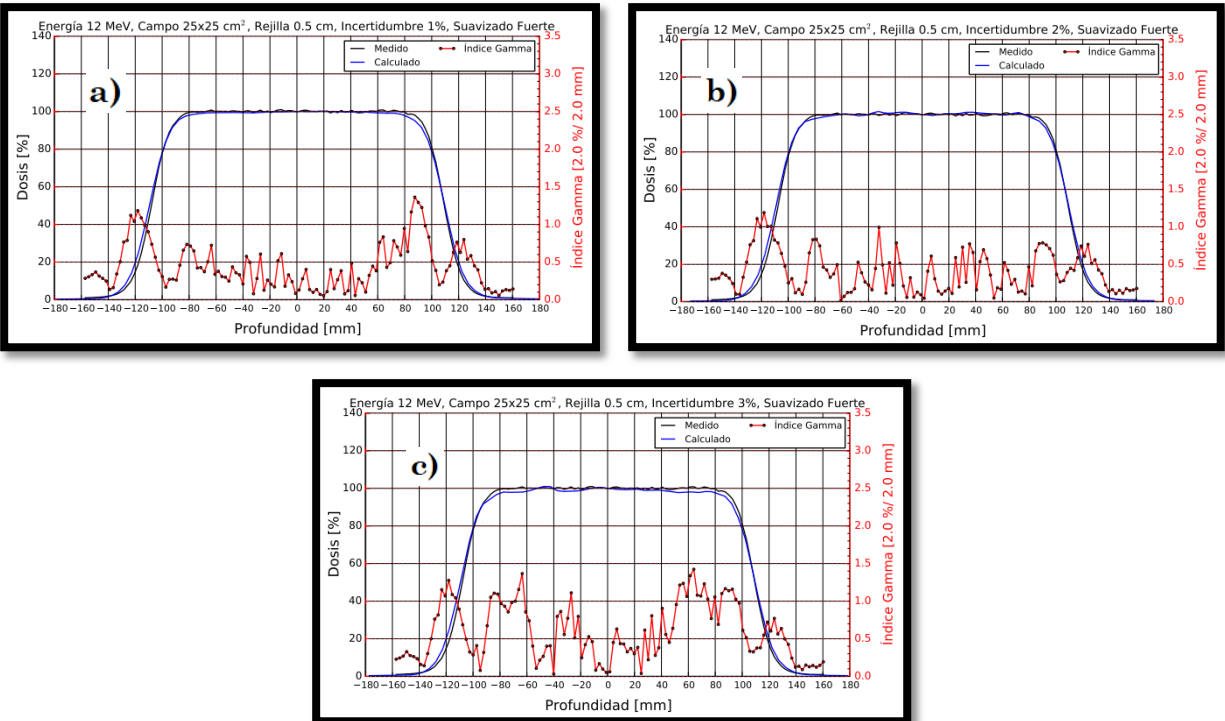 Energía 12 MeV, Campo 25x25 cm², Rejilla 0.5 cm, Incertidumbre 1%, Suavizado Fuerte
a)
Medido
Calculado
Índice Gamma
Dosis [%]
140
120
100
80
60
40
20
0
Índice Gamma [2.0 %/ 2.0 mm]
3.5
3.0
2.5
2.0
1.5
1.0
0.5
0.0
−180 −160 −140 −120 −100 −80 −60 −40 −20 0 20 40 60 80 100 120 140 160 180
Profundidad [mm]
Energía 12 MeV, Campo 25x25 cm², Rejilla 0.5 cm, Incertidumbre 2%, Suavizado Fuerte
b)
Medido
Calculado
Índice Gamma
Dosis [%]
140
120
100
80
60
40
20
0
Índice Gamma [2.0 %/ 2.0 mm]
3.5
3.0
2.5
2.0
1.5
1.0
0.5
0.0
−180 −160 −140 −120 −100 −80 −60 −40 −20 0 20 40 60 80 100 120 140 160 180
Profundidad [mm]
Energía 12 MeV, Campo 25x25 cm², Rejilla 0.5 cm, Incertidumbre 3%, Suavizado Fuerte
c)
Medido
Calculado
Índice Gamma
Dosis [%]
140
120
100
80
60
40
20
0
Índice Gamma [2.0 %/ 2.0 mm]
3.5
3.0
2.5
2.0
1.5
1.0
0.5
0.0
−180 −160 −140 −120 −100 −80 −60 −40 −20 0 20 40 60 80 100 120 140 160 180
Profundidad [mm]